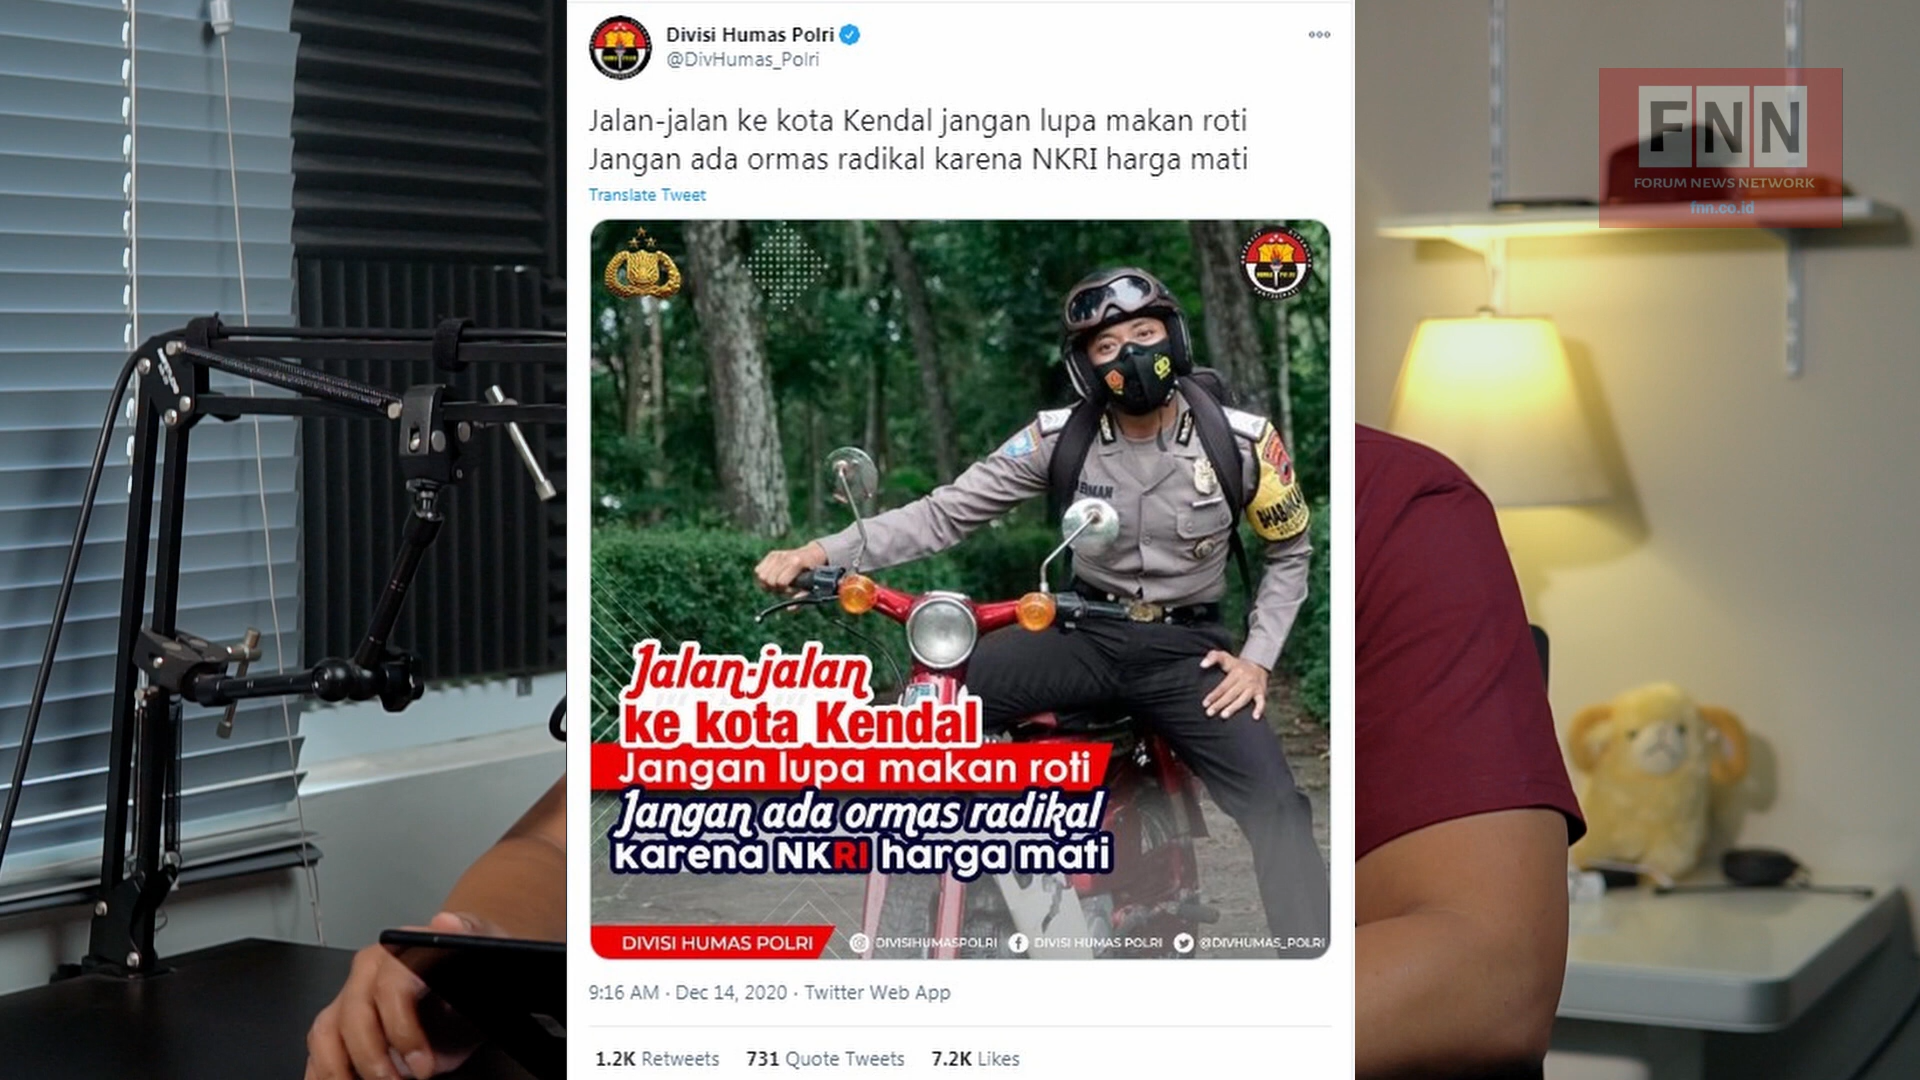 Divisi Humas Polri
@DivHumas_Polri
Jalan-jalan ke kota Kendal jangan lupa makan roti
Jangan ada ormas radikal karena NKRI harga mati
Translate Tweet
Jalan-jalan
ke kota Kendal
Jangan lupa makan roti
Jangan ada ormas radikal
karena NKRI harga mati
DIVISI HUMAS POLRI
DIVISIHUMASPOLRI
DIVISI HUMAS POLRI
@DIVHUMAS_POLRI
9:16 AM · Dec 14, 2020 · Twitter Web App
1.2K Retweets 731 Quote Tweets 7.2K Likes
FNN
FORUM NEWS NETWORK
fnn.co.id